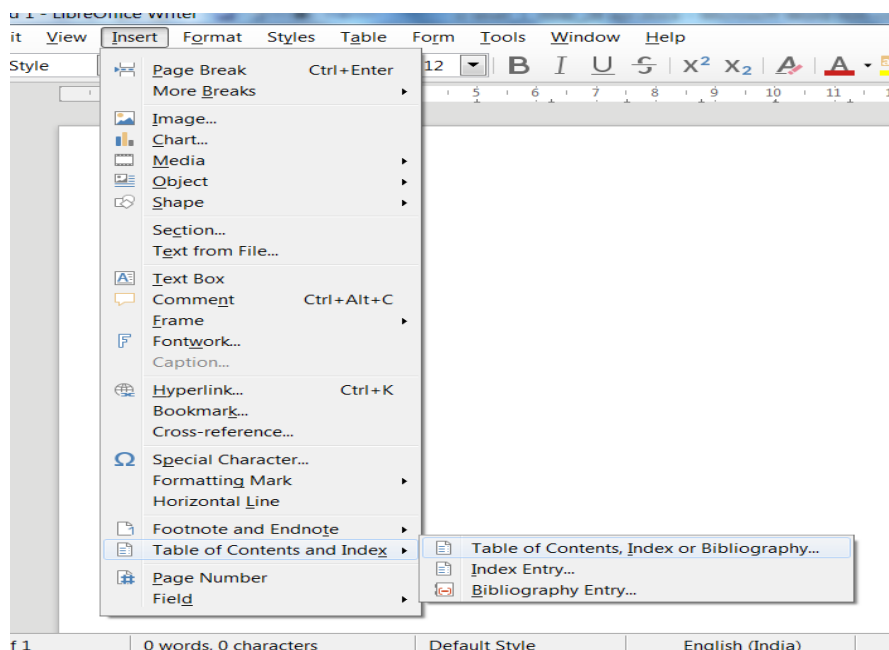 d 1 - LibreOffice Writer
it View Insert Format Styles Table Form Tools Window Help
Style 12 B I U S X² X₂ A A
5 6 7 8 9 10 11 1
Page Break Ctrl+Enter
More Breaks
Image...
Chart...
Media
Object
Shape
Section...
Text from File...
Text Box
Comment Ctrl+Alt+C
Frame
Fontwork...
Caption...
Hyperlink... Ctrl+K
Bookmark...
Cross-reference...
Special Character...
Formatting Mark
Horizontal Line
Footnote and Endnote
Table of Contents and Index
Table of Contents, Index or Bibliography...
Index Entry...
Bibliography Entry...
Page Number
Field
f 1 0 words, 0 characters Default Style English (India)